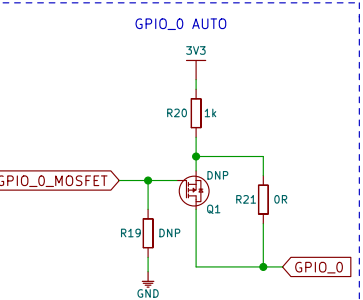 GPIO_0 AUTO
3V3
R20 1k
GPIO_0_MOSFET
DNP
Q1
R21 0R
R19 DNP
GPIO_0
GND